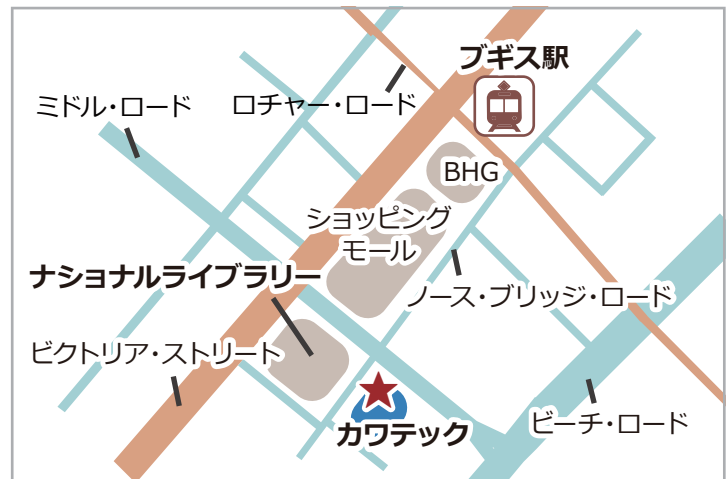 ブギス駅
ミドル・ロード
ロチャー・ロード
BHG
ショッピング
モール
ナショナルライブラリー
ノース・ブリッジ・ロード
ビクトリア・ストリート
ビーチ・ロード
カワテック